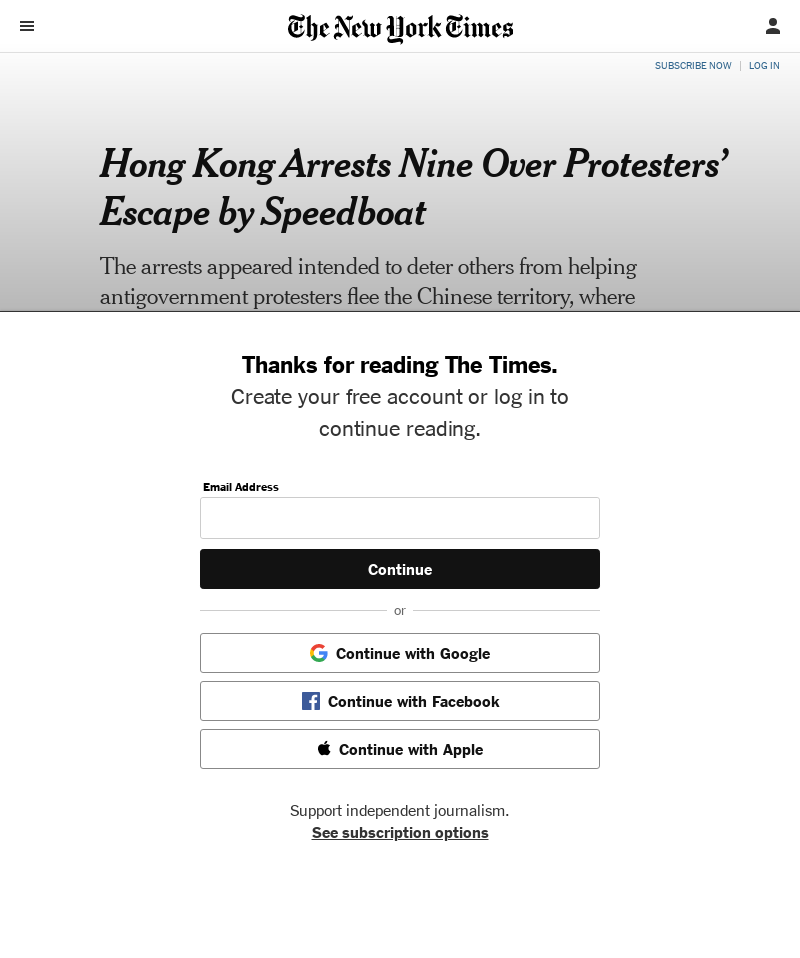 The New York Times
SUBSCRIBE NOW | LOG IN
Hong Kong Arrests Nine Over Protesters’
Escape by Speedboat
The arrests appeared intended to deter others from helping
antigovernment protesters flee the Chinese territory, where
Thanks for reading The Times.
Create your free account or log in to
continue reading.
Email Address
Continue
or
Continue with Google
Continue with Facebook
Continue with Apple
Support independent journalism.
See subscription options